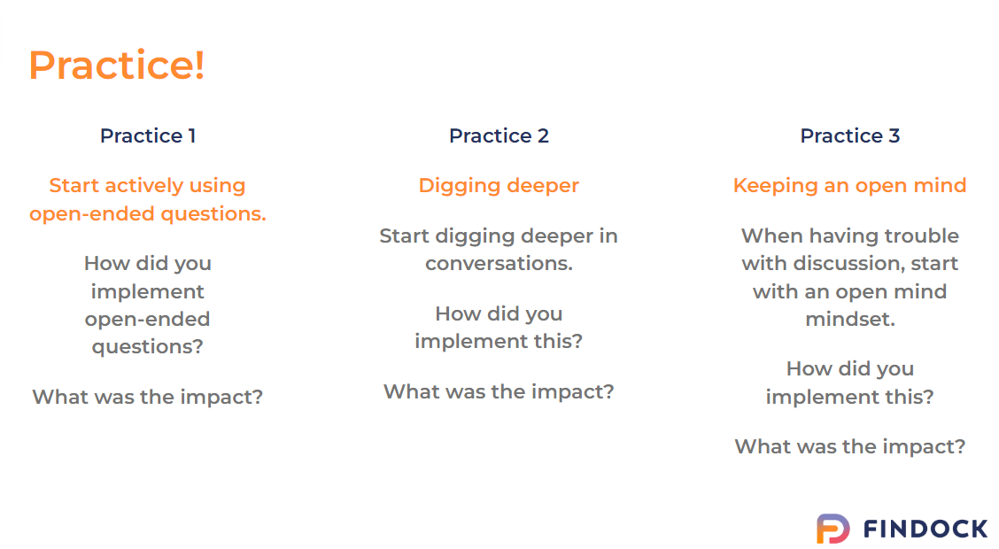 Practice!
Practice 1
Start actively using
open-ended questions.
How did you
implement
open-ended
questions?
What was the impact?
Practice 2
Digging deeper
Start digging deeper in
conversations.
How did you
implement this?
What was the impact?
Practice 3
Keeping an open mind
When having trouble
with discussion, start
with an open mind
mindset.
How did you
implement this?
What was the impact?
FINDOCK